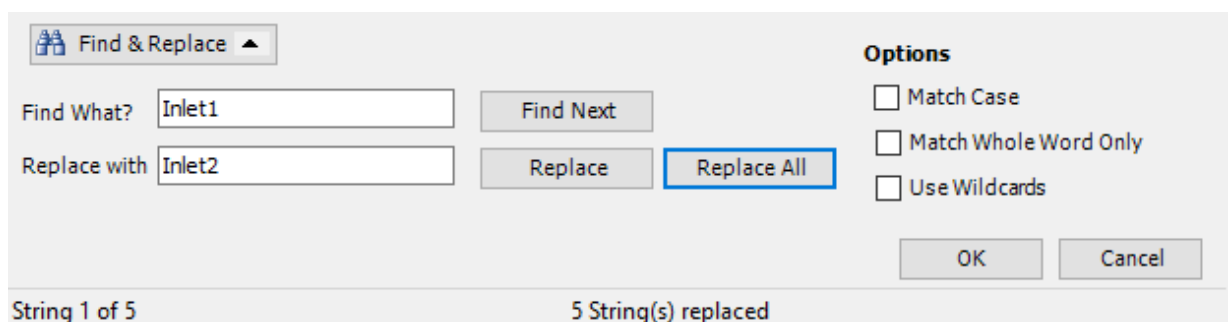 Find & Replace
Options
Find What? Inlet1 Find Next
Match Case
Replace with Inlet2 Replace Replace All
Match Whole Word Only
Use Wildcards
OK Cancel
String 1 of 5 5 String(s) replaced